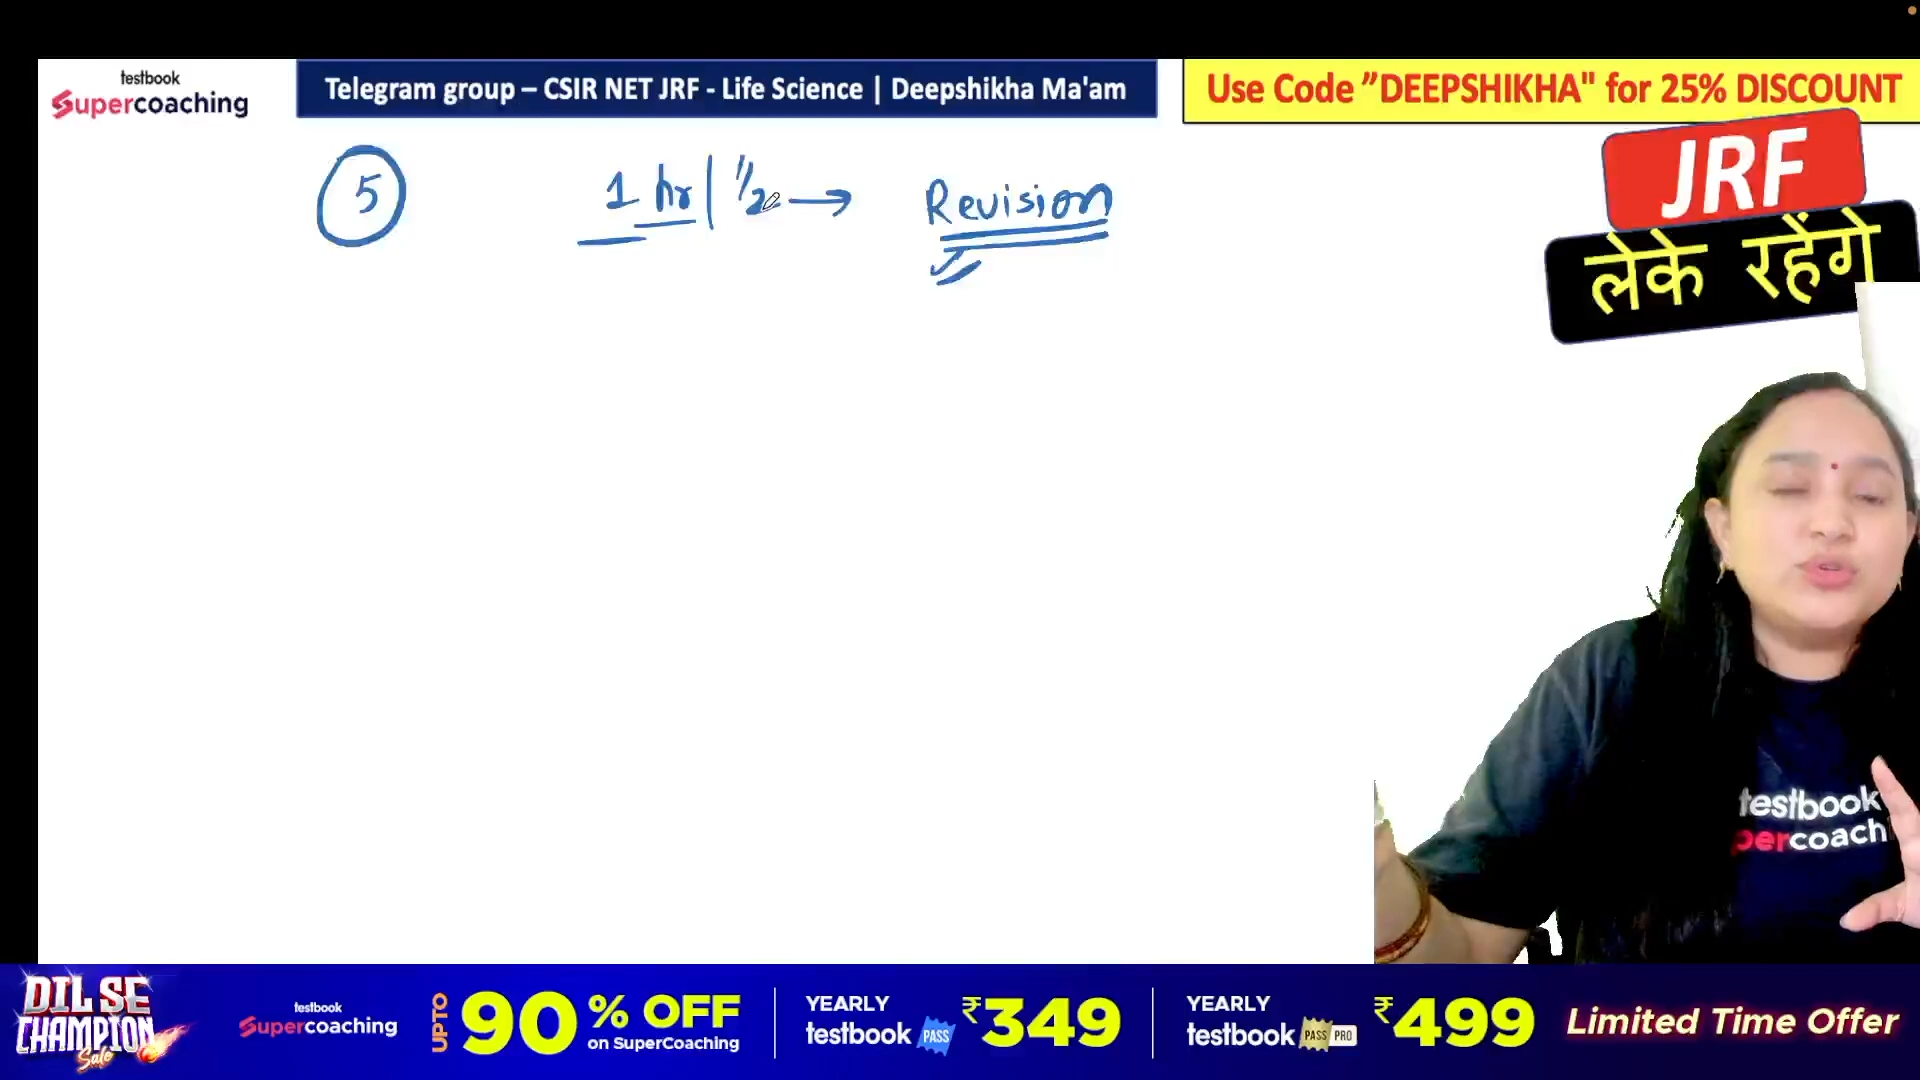 testbook
Supercoaching
Telegram group – CSIR NET JRF - Life Science | Deepshikha Ma'am
Use Code ”DEEPSHIKHA" for 25% DISCOUNT
JRF
लेके रहेंगे
5
1 hr | 1/2 → Revision
testbook
percoach
DIL SE
CHAMPION
Sale
testbook
Supercoaching
UPTO 90% OFF
on SuperCoaching
YEARLY
testbook PASS
₹349
YEARLY
testbook PASS PRO
₹499
Limited Time Offer